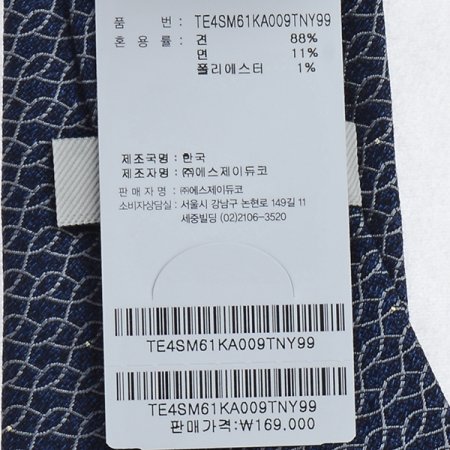 품 번 : TE4SM61KA009TNY99
혼 용 률 : 견 88%
면 11%
폴리에스터 1%
제조국명 : 한국
제조자명 : ㈜에스제이듀코
판 매 자 명 : ㈜에스제이듀코
소비자상담실 : 서울시 강남구 논현로 149길 11
세중빌딩 (02)2106-3520
TE4SM61KA009TNY99
TE4SM61KA009TNY99
판매가격:₩169.000